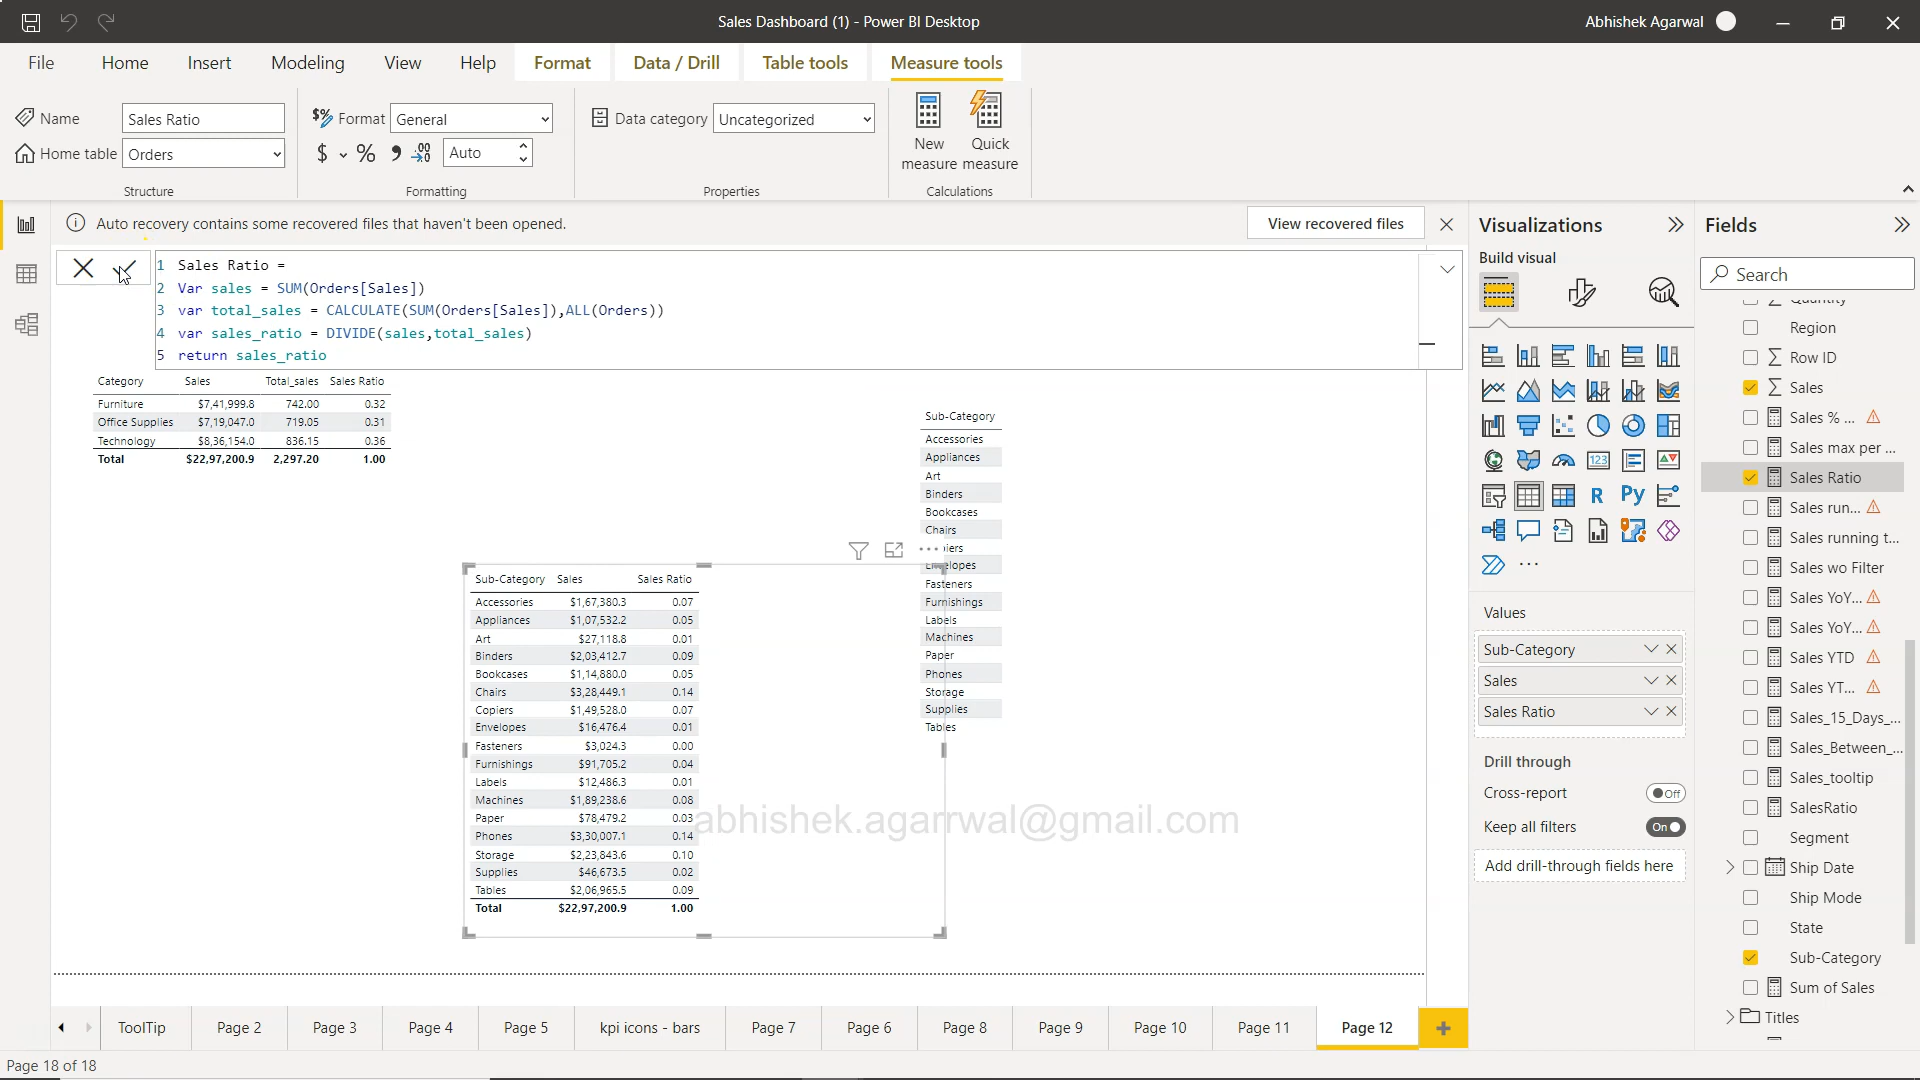 Sales Dashboard (1) - Power BI Desktop
Abhishek Agarwal
File Home Insert Modeling View Help Format Data / Drill Table tools Measure tools
Name Sales Ratio
Home table Orders
Structure
Format General
$ % Auto
Formatting
Data category Uncategorized
Properties
New measure
Quick measure
Calculations
Auto recovery contains some recovered files that haven't been opened.
View recovered files
1 Sales Ratio =
2 Var sales = SUM(Orders[Sales])
3 var total_sales = CALCULATE(SUM(Orders[Sales]),ALL(Orders))
4 var sales_ratio = DIVIDE(sales,total_sales)
5 return sales_ratio
Category Sales Total_sales Sales Ratio
Furniture $7,41,999.8 742.00 0.32
Office Supplies $7,19,047.0 719.05 0.31
Technology $8,36,154.0 836.15 0.36
Total $22,97,200.9 2,297.20 1.00
Sub-Category
Accessories
Appliances
Art
Binders
Bookcases
Chairs
Fasteners
Furnishings
Labels
Machines
Paper
Phones
Storage
Supplies
Tables
Sub-Category Sales Sales Ratio
Accessories $1,67,380.3 0.07
Appliances $1,07,532.2 0.05
Art $27,118.8 0.01
Binders $2,03,412.7 0.09
Bookcases $1,14,880.0 0.05
Chairs $3,28,449.1 0.14
Copiers $1,49,528.0 0.07
Envelopes $16,476.4 0.01
Fasteners $3,024.3 0.00
Furnishings $91,705.2 0.04
Labels $12,486.3 0.01
Machines $1,89,238.6 0.08
Paper $78,479.2 0.03
Phones $3,30,007.1 0.14
Storage $2,23,843.6 0.10
Supplies $46,673.5 0.02
Tables $2,06,965.5 0.09
Total $22,97,200.9 1.00
abhishek.agarrwal@gmail.com
Visualizations
Build visual
123
R
Py
Values
Sub-Category
Sales
Sales Ratio
Drill through
Cross-report Off
Keep all filters On
Add drill-through fields here
Fields
Search
Quantity
Region
Row ID
Sales
Sales % ...
Sales max per ...
Sales Ratio
Sales run...
Sales running t...
Sales wo Filter
Sales YoY...
Sales YoY...
Sales YTD
Sales YT...
Sales_15_Days_...
Sales_Between_...
Sales_tooltip
SalesRatio
Segment
Ship Date
Ship Mode
State
Sub-Category
Sum of Sales
Titles
ToolTip Page 2 Page 3 Page 4 Page 5 kpi icons - bars Page 7 Page 6 Page 8 Page 9 Page 10 Page 11 Page 12
Page 18 of 18